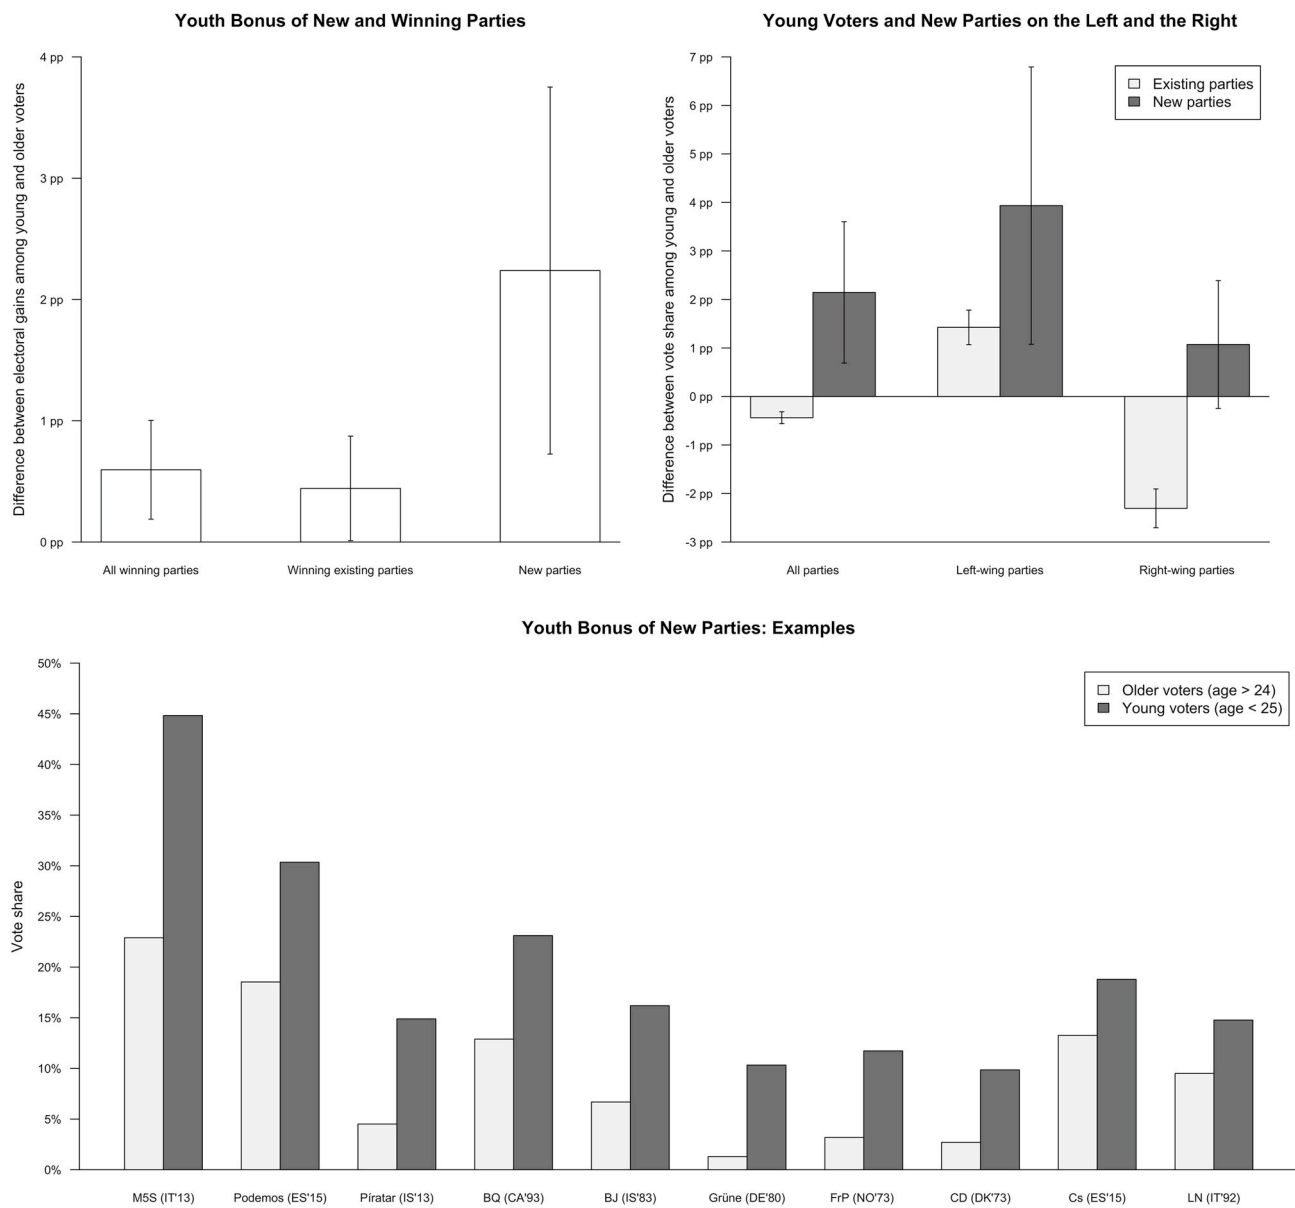 Youth Bonus of New and Winning Parties
Difference between electoral gains among young and older voters
4 pp
3 pp
2 pp
1 pp
0 pp
All winning parties
Winning existing parties
New parties
Young Voters and New Parties on the Left and the Right
Difference between vote share among young and older voters
7 pp
6 pp
5 pp
4 pp
3 pp
2 pp
1 pp
0 pp
-1 pp
-2 pp
-3 pp
Existing parties
New parties
All parties
Left-wing parties
Right-wing parties
Youth Bonus of New Parties: Examples
Vote share
50%
45%
40%
35%
30%
25%
20%
15%
10%
5%
0%
Older voters (age > 24)
Young voters (age < 25)
M5S (IT'13)
Podemos (ES'15)
Píratar (IS'13)
BQ (CA'93)
BJ (IS'83)
Grüne (DE'80)
FrP (NO'73)
CD (DK'73)
Cs (ES'15)
LN (IT'92)